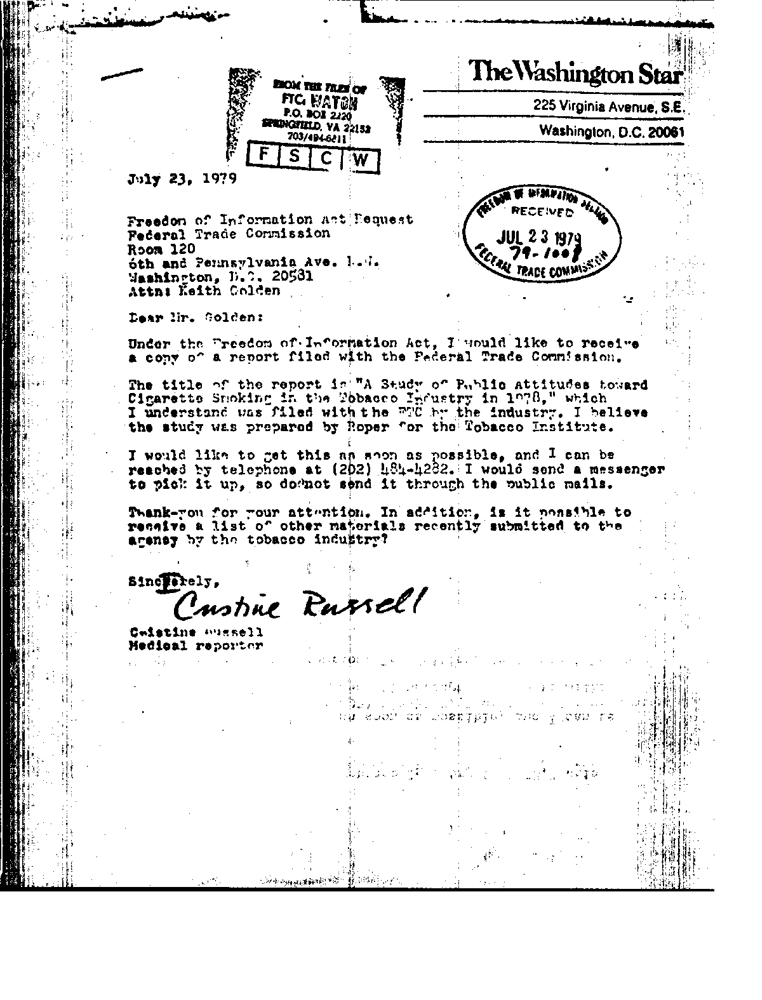 The Washington Star
225 Virginia Avenue, S.E.
Washington, D.C. 20061
FROM THE FILES OF
FTC: WATCH
P.O. BOX 2220
SPRINGFIELD, VA 22152
703/494-6211
F S C W
July 23, 1979
FREEDOM OF INFORMATION
RECEIVED
JUL 23 1979
79-1008
FEDERAL TRADE COMMISSION
Freedom of Information Act Request
Federal Trade Commission
Room 120
6th and Pennsylvania Ave.
Washington, D.C. 20581
Attn: Keith Golden
Dear Mr. Golden:
Under the Freedom of Information Act, I would like to receive
a copy of a report filed with the Federal Trade Commission.
The title of the report is "A Study of Public Attitudes toward
Cigarette Smoking in the Tobacco Industry in 1978," which
I understand was filed with the FTC by the industry. I believe
the study was prepared by Roper for the Tobacco Institute.
I would like to get this as soon as possible, and I can be
reached by telephone at (202) 484-4282. I would send a messenger
to pick it up, so do not send it through the public mails.
Thank-you for your attention. In addition, is it possible to
receive a list of other materials recently submitted to the
agency by the tobacco industry?
Sincerely,
Cristine Russell
Cristine Russell
Medical reporter